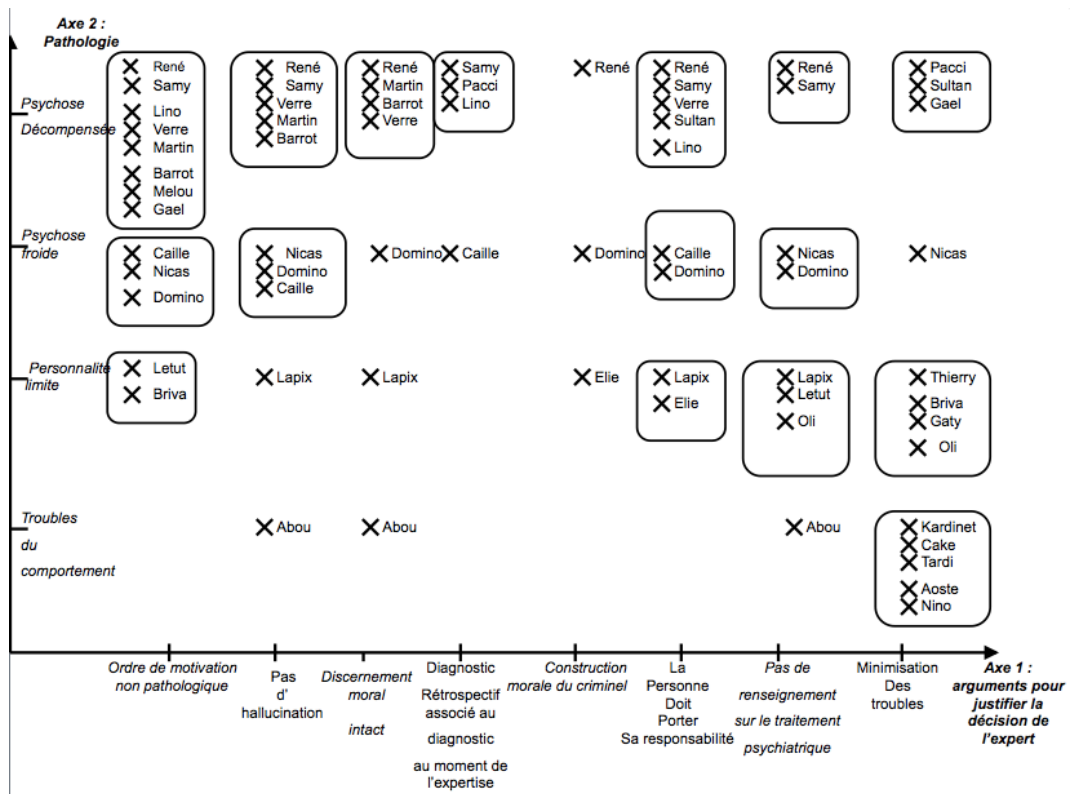 Axe 2 :
Pathologie
Psychose
Décompensée
René
Samy
Lino
Verre
Martin
Barrot
Melou
Gael
René
Samy
Verre
Martin
Barrot
René
Martin
Barrot
Verre
Samy
Pacci
Lino
René
René
Samy
Verre
Sultan
Lino
René
Samy
Pacci
Sultan
Gael
Psychose
froide
Caille
Nicas
Domino
Nicas
Domino
Caille
Domino
Caille
Domino
Caille
Domino
Nicas
Domino
Nicas
Personnalité
limite
Letut
Briva
Lapix
Lapix
Elie
Lapix
Elie
Lapix
Letut
Oli
Thierry
Briva
Gaty
Oli
Troubles
du
comportement
Abou
Abou
Abou
Kardinet
Cake
Tardi
Aoste
Nino
Ordre de motivation
non pathologique
Pas
d'
hallucination
Discernement
moral
intact
Diagnostic
Rétrospectif
associé au
diagnostic
au moment de
l'expertise
Construction
morale du criminel
La
Personne
Doit
Porter
Sa responsabilité
Pas de
renseignement
sur le traitement
psychiatrique
Minimisation
Des
troubles
Axe 1 :
arguments pour
justifier la
décision de
l'expert